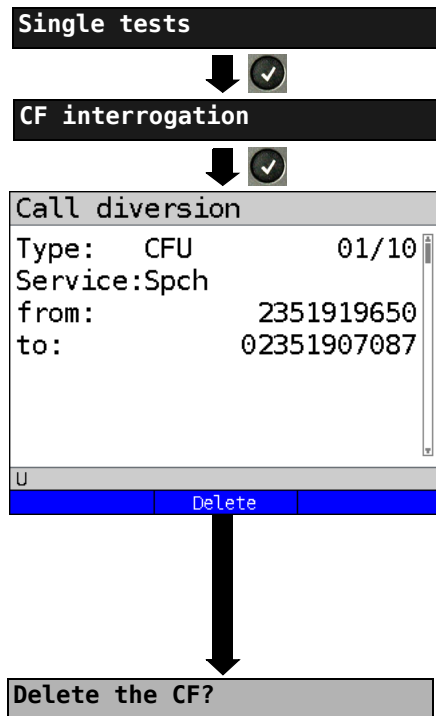 Single tests
CF interrogation
Call diversion
Type: CFU 01/10
Service:Spch
from: 2351919650
to: 02351907087
U
Delete
Delete the CF?